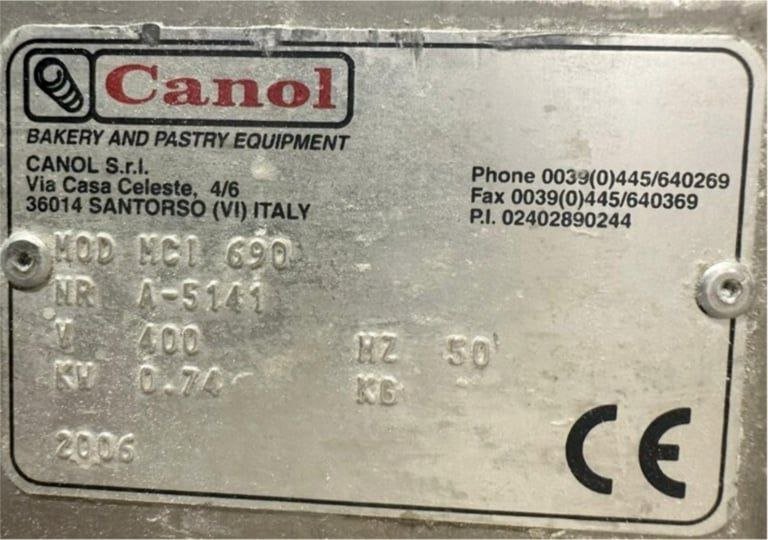 Canol
BAKERY AND PASTRY EQUIPMENT
CANOL S.r.l.
Via Casa Celeste, 4/6
36014 SANTORSO (VI) ITALY
Phone 0039(0)445/640269
Fax 0039(0)445/640369
P.I. 02402890244
MOD MCI 690
NR A-5141
V 400 HZ 50
KW 0.74 KG
2006
CE